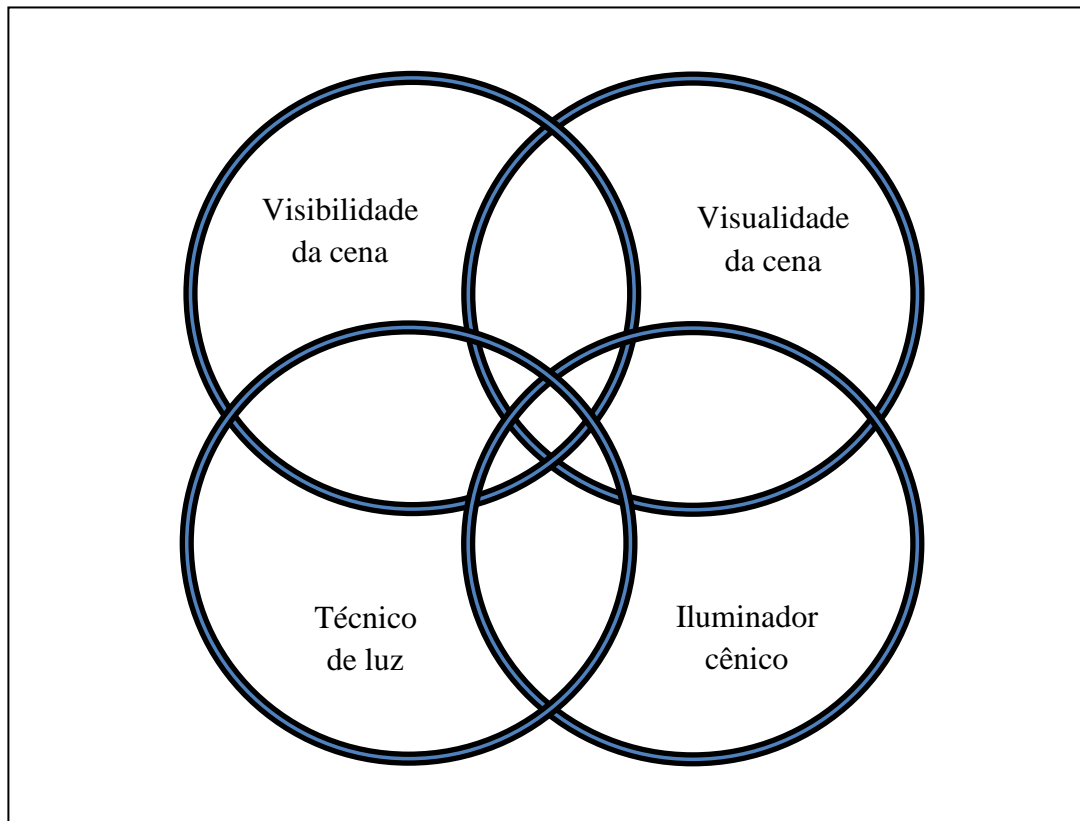 Visibilidade
da cena
Visualidade
da cena
Técnico
de luz
Iluminador
cênico